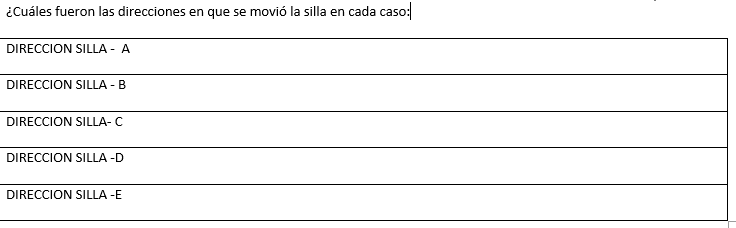 ¿Cuáles fueron las direcciones en que se movió la silla en cada caso:
DIRECCION SILLA -  A
DIRECCION SILLA - B
DIRECCION SILLA- C
DIRECCION SILLA -D
DIRECCION SILLA -E